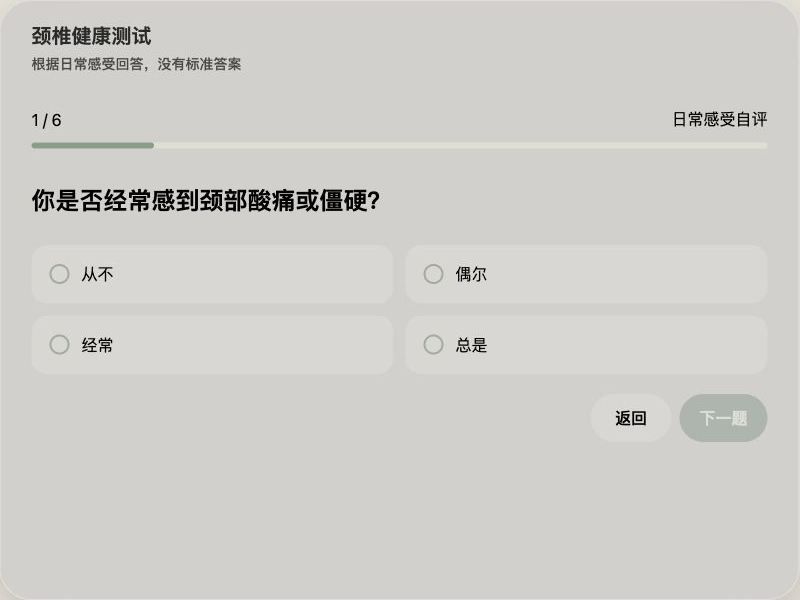 颈椎健康测试
根据日常感受回答，没有标准答案
1 / 6
日常感受自评
你是否经常感到颈部酸痛或僵硬?
从不
偶尔
经常
总是
返回
下一题